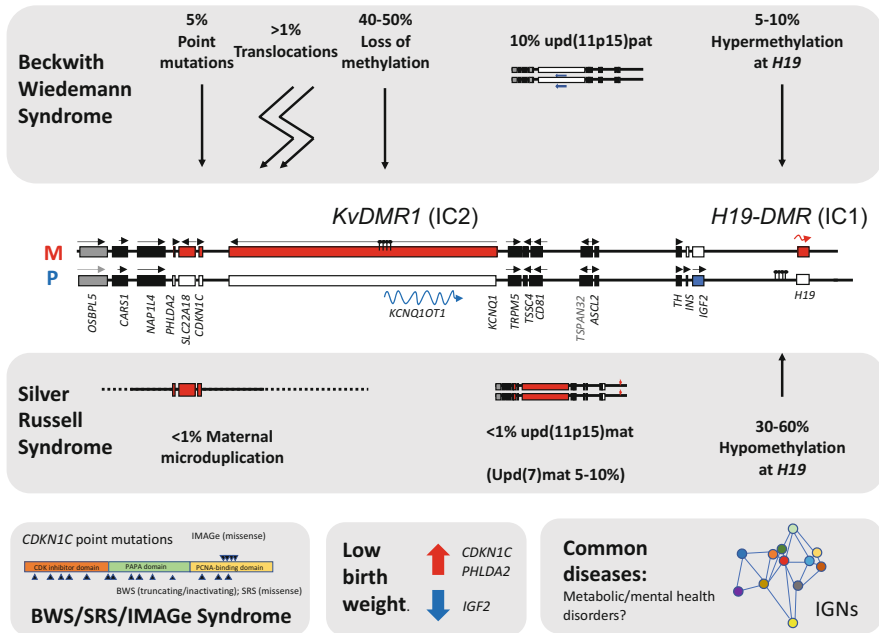 Beckwith
Wiedemann
Syndrome
5%
Point
mutations
>1%
Translocations
40-50%
Loss of
methylation
10% upd(11p15)pat
5-10%
Hypermethylation
at H19
KvDMR1 (IC2)
H19-DMR (IC1)
M
P
OSBPL5
CARS1
NAP1L4
PHLDA2
SLC22A18
CDKN1C
KCNQ1OT1
KCNQ1
TRPM5
TSSC4
CD81
TSPAN32
ASCL2
TH
INS
IGF2
H19
Silver
Russell
Syndrome
<1% Maternal
microduplication
<1% upd(11p15)mat
(Upd(7)mat 5-10%)
30-60%
Hypomethylation
at H19
CDKN1C point mutations
IMAGe (missense)
CDK inhibitor domain
PAPA domain
PCNA-binding domain
BWS (truncating/inactivating); SRS (missense)
BWS/SRS/IMAGe Syndrome
Low
birth
weight.
CDKN1C
PHLDA2
IGF2
Common
diseases:
Metabolic/mental health
disorders?
IGNs